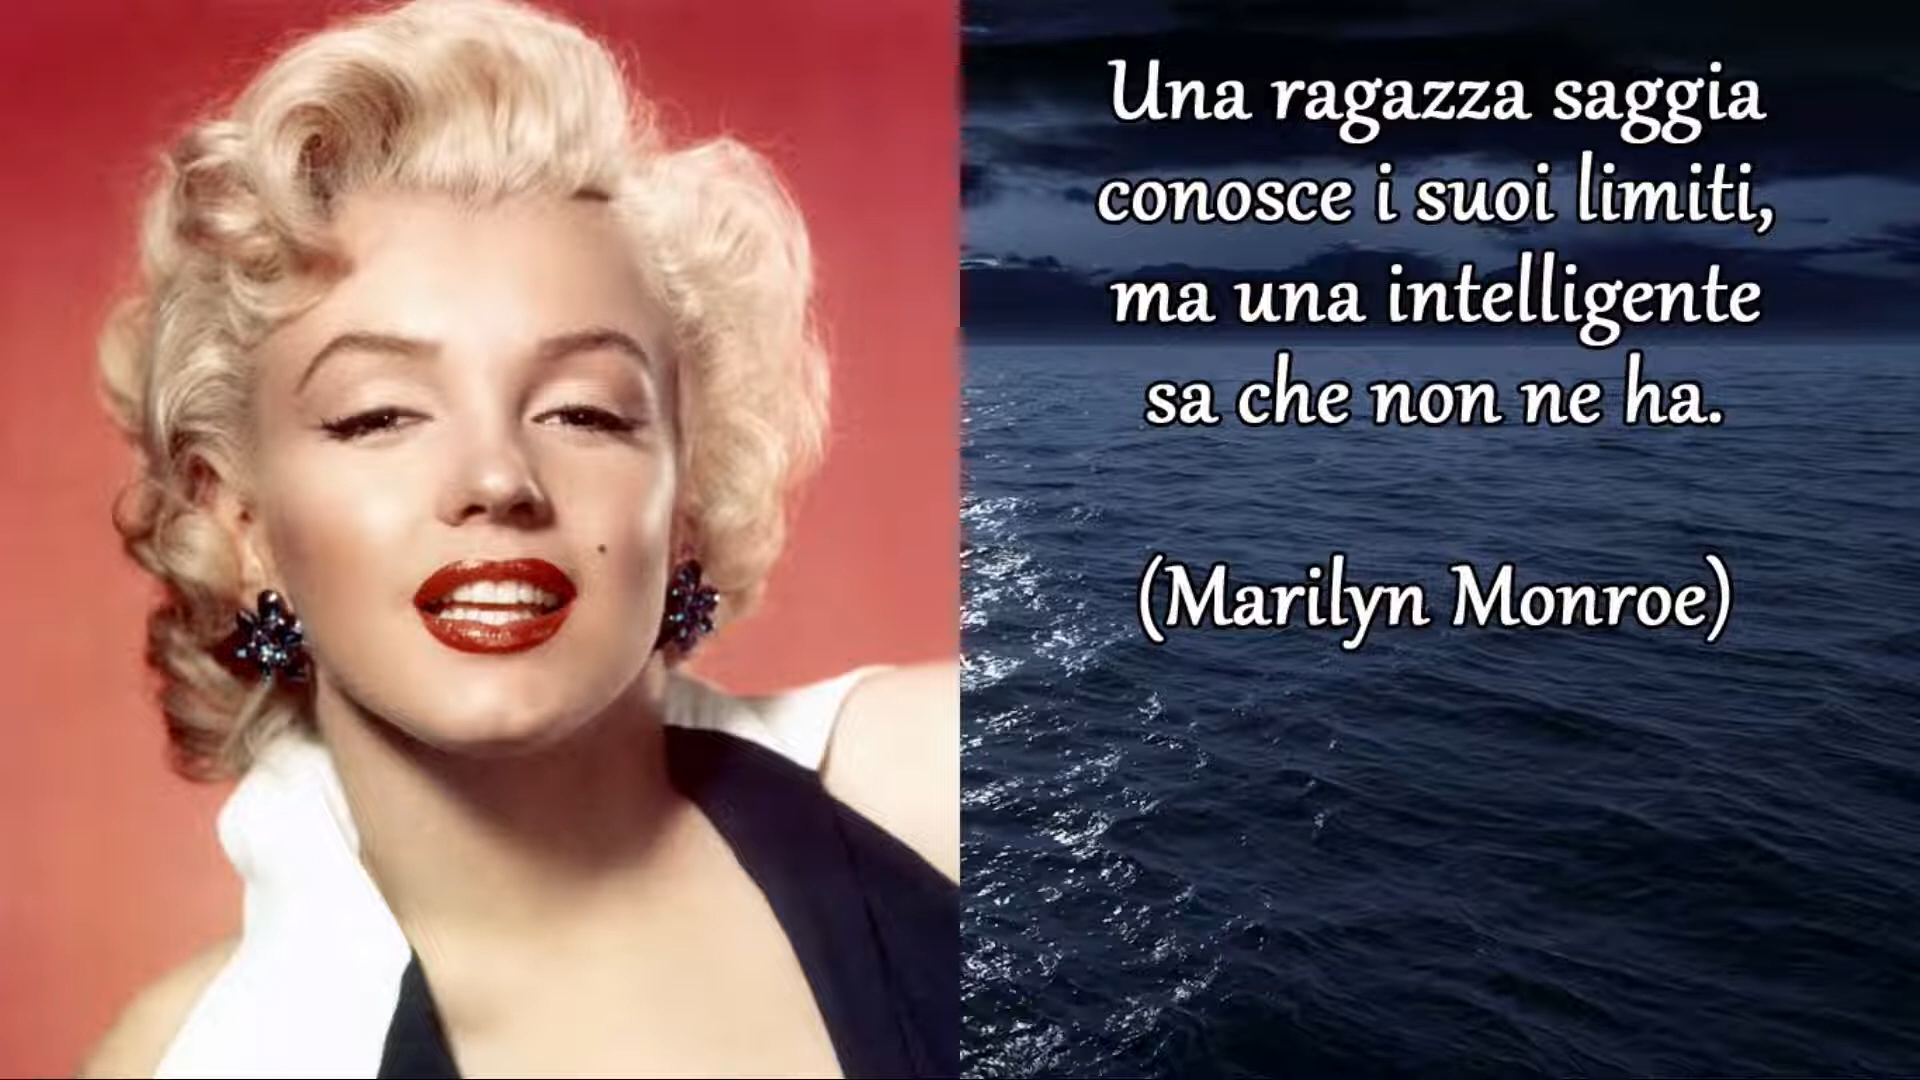 Una ragazza saggia
conosce i suoi limiti,
ma una intelligente
sa che non ne ha.
(Marilyn Monroe)